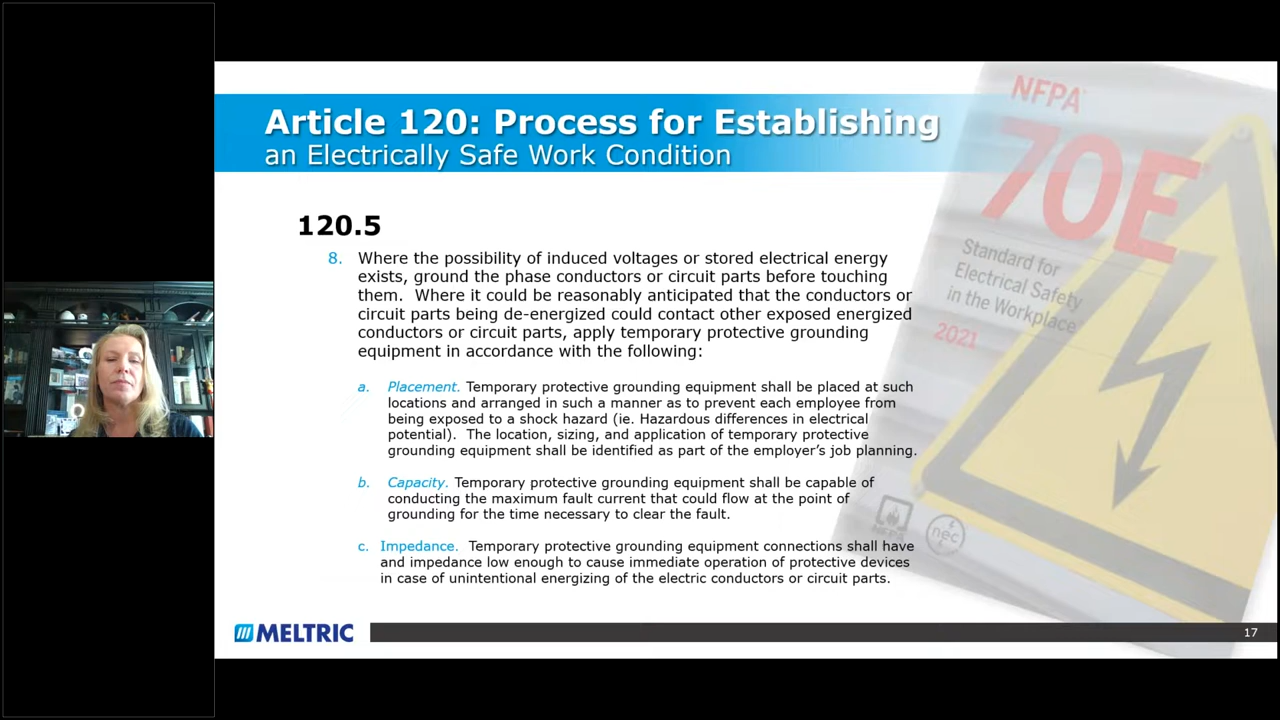 Article 120: Process for Establishing
an Electrically Safe Work Condition
120.5
8. Where the possibility of induced voltages or stored electrical energy
exists, ground the phase conductors or circuit parts before touching
them. Where it could be reasonably anticipated that the conductors or
circuit parts being de-energized could contact other exposed energized
conductors or circuit parts, apply temporary protective grounding
equipment in accordance with the following:
a. Placement. Temporary protective grounding equipment shall be placed at such
locations and arranged in such a manner as to prevent each employee from
being exposed to a shock hazard (ie. Hazardous differences in electrical
potential). The location, sizing, and application of temporary protective
grounding equipment shall be identified as part of the employer's job planning.
b. Capacity. Temporary protective grounding equipment shall be capable of
conducting the maximum fault current that could flow at the point of
grounding for the time necessary to clear the fault.
c. Impedance. Temporary protective grounding equipment connections shall have
and impedance low enough to cause immediate operation of protective devices
in case of unintentional energizing of the electric conductors or circuit parts.
NFPA
70E
Standard for
Electrical Safety
in the Workplace
2021
NFPA
nec
MELTRIC
17